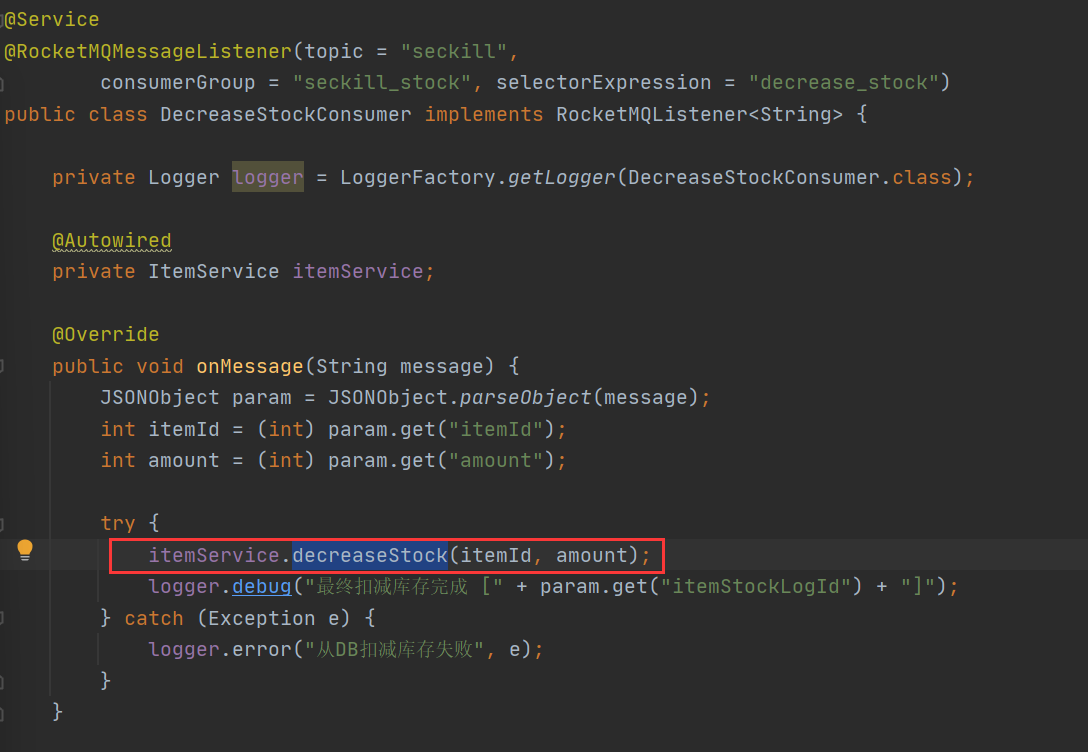 @Service
@RocketMQMessageListener(topic = "seckill",
        consumerGroup = "seckill_stock", selectorExpression = "decrease_stock")
public class DecreaseStockConsumer implements RocketMQListener<String> {
    private Logger logger = LoggerFactory.getLogger(DecreaseStockConsumer.class);
    @Autowired
    private ItemService itemService;
    @Override
    public void onMessage(String message) {
        JSONObject param = JSONObject.parseObject(message);
        int itemId = (int) param.get("itemId");
        int amount = (int) param.get("amount");
        try {
            itemService.decreaseStock(itemId, amount);
            logger.debug("最终扣减库存完成 [" + param.get("itemStockLogId") + "]");
        } catch (Exception e) {
            logger.error("从DB扣减库存失败", e);
        }
    }